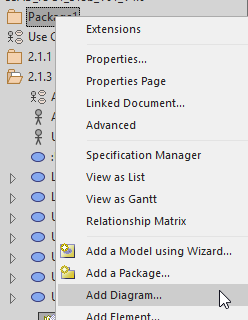 Package1
Extensions
Use C
2.1.1
Properties...
2.1.3
Properties Page
A
Linked Document...
A
Advanced
U
:
Specification Manager
L
View as List
L
View as Gantt
L
Relationship Matrix
U
U
Add a Model using Wizard...
U
Add a Package...
U
Add Diagram...
Add Element...